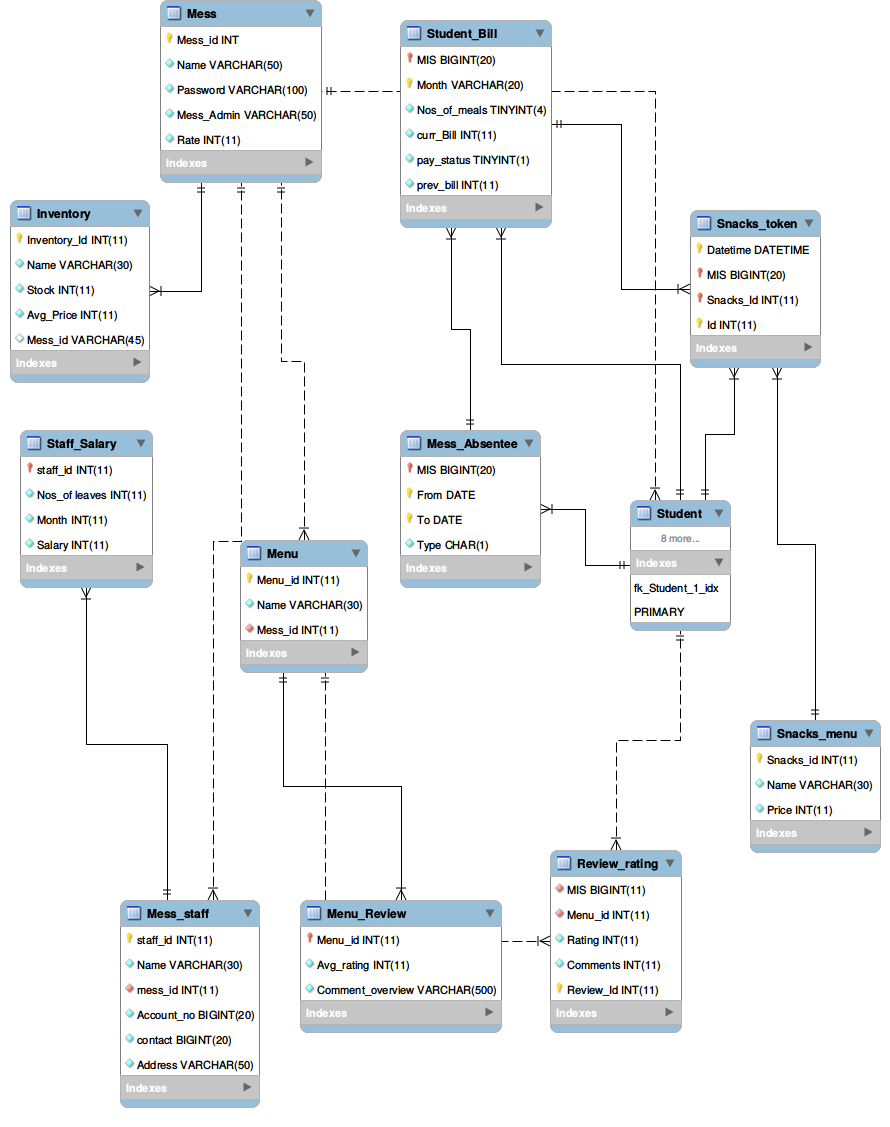 Mess
Mess_id INT
Name VARCHAR(50)
Password VARCHAR(100)
Mess_Admin VARCHAR(50)
Rate INT(11)
Indexes
Student_Bill
MIS BIGINT(20)
Month VARCHAR(20)
Nos_of_meals TINYINT(4)
curr_Bill INT(11)
pay_status TINYINT(1)
prev_bill INT(11)
Indexes
Inventory
Inventory_Id INT(11)
Name VARCHAR(30)
Stock INT(11)
Avg_Price INT(11)
Mess_id VARCHAR(45)
Indexes
Snacks_token
Datetime DATETIME
MIS BIGINT(20)
Snacks_Id INT(11)
Id INT(11)
Indexes
Staff_Salary
staff_id INT(11)
Nos_of leaves INT(11)
Month INT(11)
Salary INT(11)
Indexes
Mess_Absentee
MIS BIGINT(20)
From DATE
To DATE
Type CHAR(1)
Indexes
Student
8 more...
Indexes
fk_Student_1_idx
PRIMARY
Menu
Menu_id INT(11)
Name VARCHAR(30)
Mess_id INT(11)
Indexes
Snacks_menu
Snacks_id INT(11)
Name VARCHAR(30)
Price INT(11)
Indexes
Review_rating
MIS BIGINT(11)
Menu_id INT(11)
Rating INT(11)
Comments INT(11)
Review_Id INT(11)
Indexes
Mess_staff
staff_id INT(11)
Name VARCHAR(30)
mess_id INT(11)
Account_no BIGINT(20)
contact BIGINT(20)
Address VARCHAR(50)
Indexes
Menu_Review
Menu_id INT(11)
Avg_rating INT(11)
Comment_overview VARCHAR(500)
Indexes